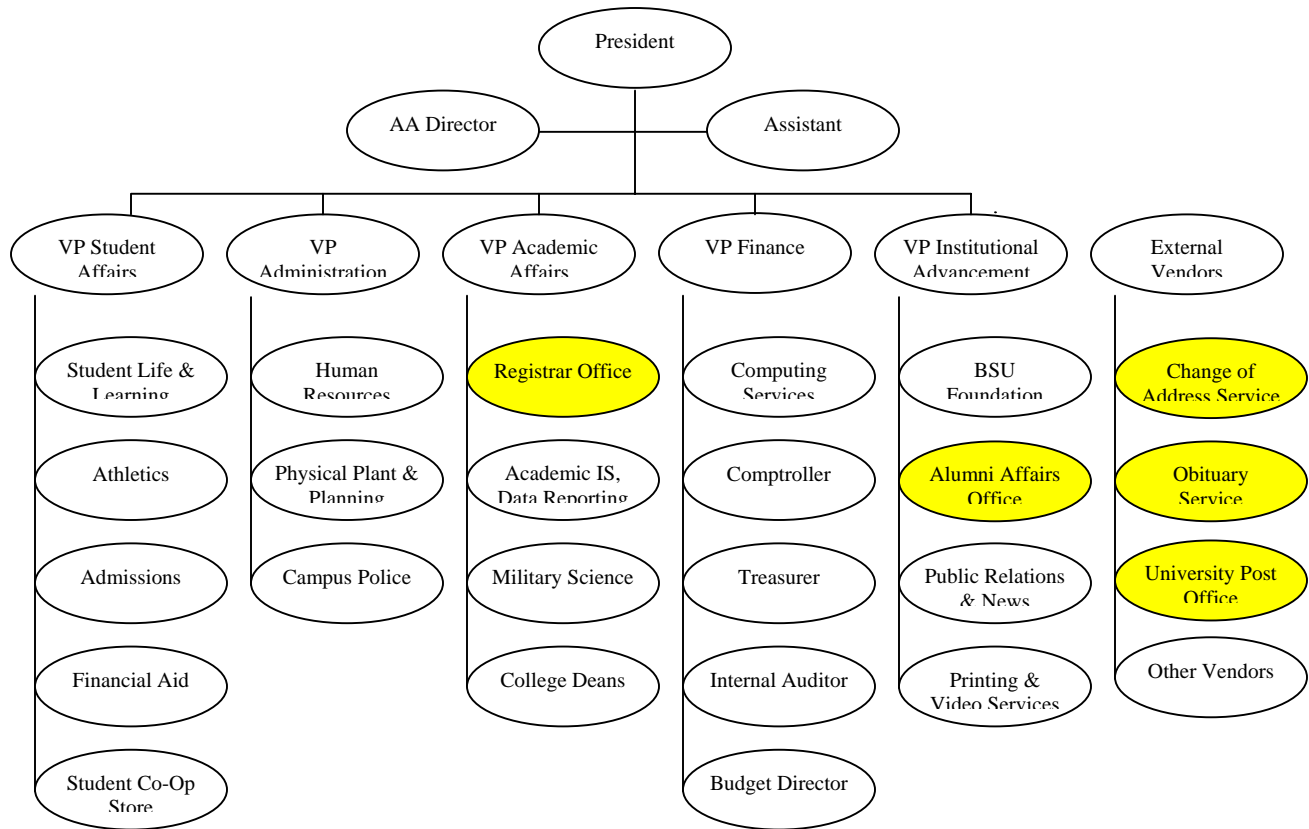 President
AA Director
Assistant
VP Student
Affairs
VP
Administration
VP Academic
Affairs
VP Finance
VP Institutional
Advancement
External
Vendors
Student Life &
Learning
Human
Resources
Registrar Office
Computing
Services
BSU
Foundation
Change of
Address Service
Athletics
Physical Plant &
Planning
Academic IS,
Data Reporting
Comptroller
Alumni Affairs
Office
Obituary
Service
Admissions
Campus Police
Military Science
Treasurer
Public Relations
& News
University Post
Office
Financial Aid
College Deans
Internal Auditor
Printing &
Video Services
Other Vendors
Student Co-Op
Store
Budget Director